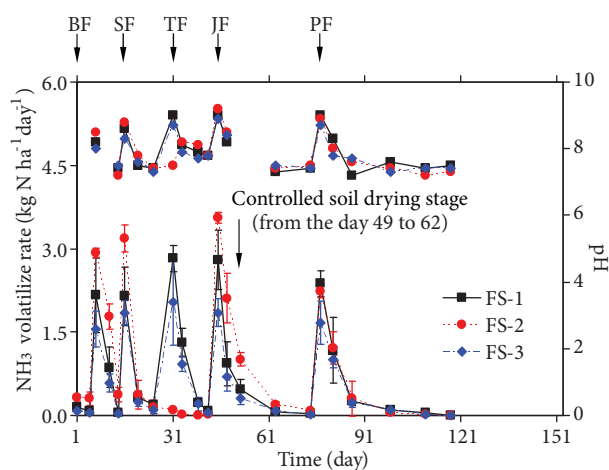 BF SF TF JF PF
6.0
4.5
3.0
1.5
0.0
NH3 volatilize rate (kg N ha-1 day-1)
10
8
6
4
2
0
Hd
Controlled soil drying stage
(from the day 49 to 62)
FS-1
FS-2
FS-3
1 31 61 91 121 151
Time (day)